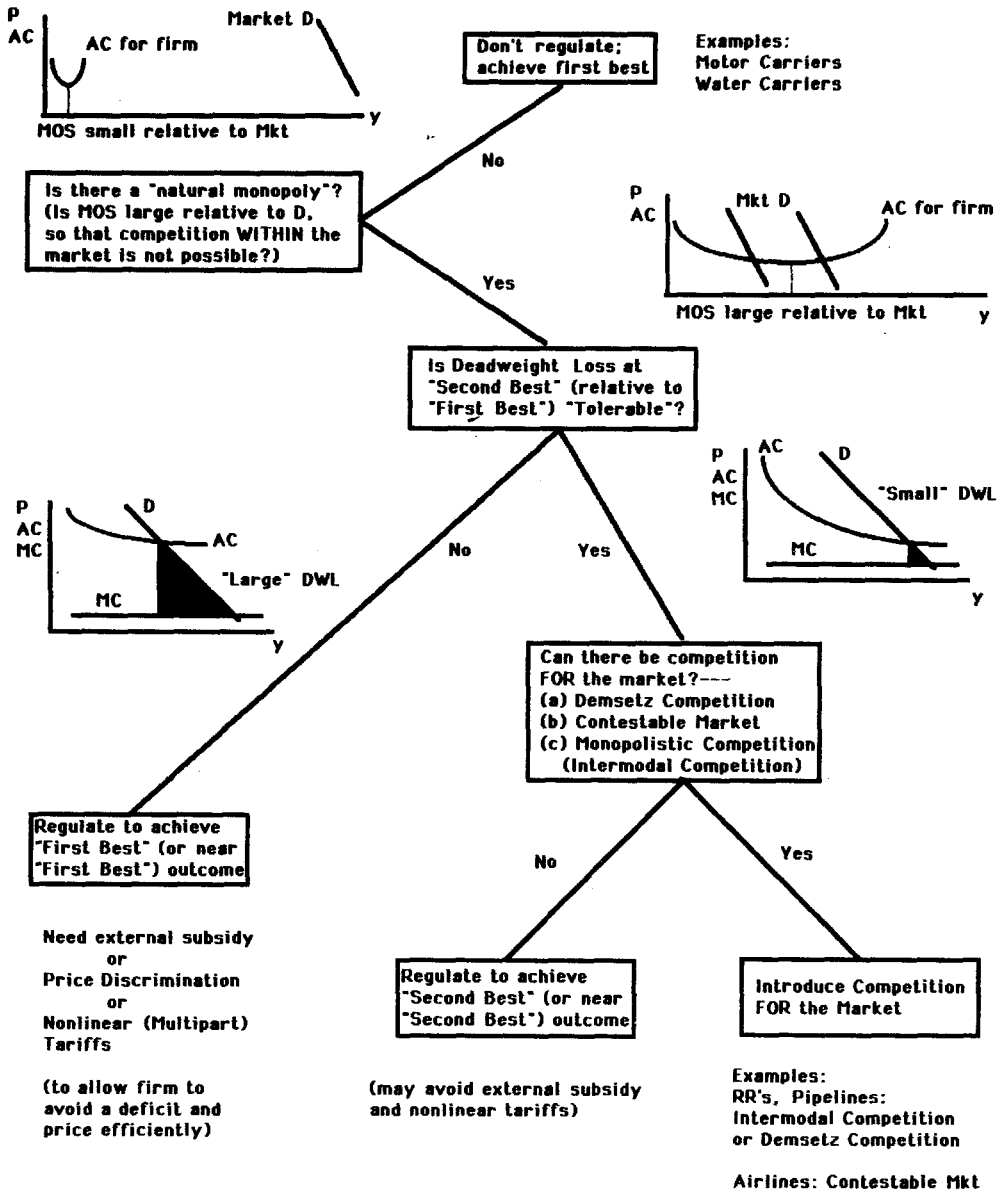 P
AC
AC for firm
Market D
y
MOS small relative to Mkt
Don't regulate;
achieve first best
Examples:
Motor Carriers
Water Carriers
No
Is there a "natural monopoly"?
(Is MOS large relative to D,
so that competition WITHIN the
market is not possible?)
Yes
P
AC
Mkt D
AC for firm
MOS large relative to Mkt
y
Is Deadweight Loss at
"Second Best" (relative to
"First Best") "Tolerable"?
P
AC
MC
D
AC
"Large" DWL
MC
y
No
Yes
P
AC
MC
AC
D
"Small" DWL
MC
y
Can there be competition
FOR the market?---
(a) Demsetz Competition
(b) Contestable Market
(c) Monopolistic Competition
(Intermodal Competition)
No
Yes
Regulate to achieve
"First Best" (or near
"First Best") outcome
Need external subsidy
or
Price Discrimination
or
Nonlinear (Multipart)
Tariffs
(to allow firm to
avoid a deficit and
price efficiently)
Regulate to achieve
"Second Best" (or near
"Second Best") outcome
(may avoid external subsidy
and nonlinear tariffs)
Introduce Competition
FOR the Market
Examples:
RR's, Pipelines:
Intermodal Competition
or Demsetz Competition
Airlines: Contestable Mkt